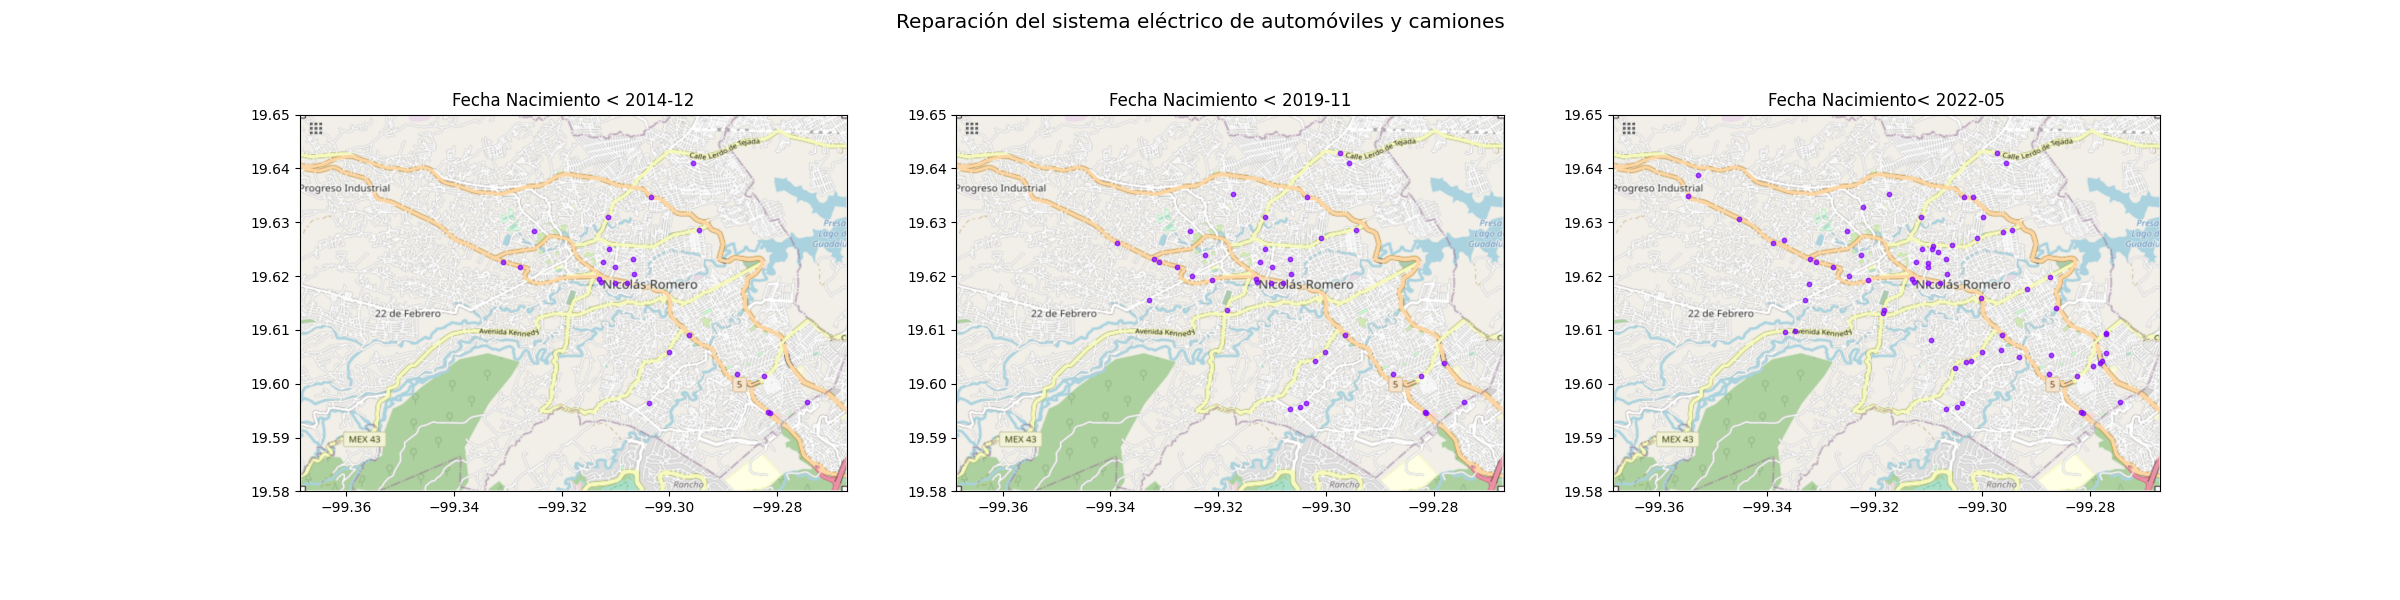 Reparación del sistema eléctrico de automóviles y camiones
Fecha Nacimiento < 2014-12
19.65
19.64
19.63
19.62
19.61
19.60
19.59
19.58
−99.36
−99.34
−99.32
−99.30
−99.28
Calle Lerdo de Tejada
Progreso Industrial
Presa
Lago d
Guadalu
Nicolás Romero
22 de Febrero
Avenida Kennedy
5
MEX 43
Rancho
Fecha Nacimiento < 2019-11
19.65
19.64
19.63
19.62
19.61
19.60
19.59
19.58
−99.36
−99.34
−99.32
−99.30
−99.28
Calle Lerdo de Tejada
Progreso Industrial
Presa
Lago d
Guadalu
Nicolás Romero
22 de Febrero
Avenida Kennedy
5
MEX 43
Rancho
Fecha Nacimiento< 2022-05
19.65
19.64
19.63
19.62
19.61
19.60
19.59
19.58
−99.36
−99.34
−99.32
−99.30
−99.28
Calle Lerdo de Tejada
Progreso Industrial
Presa
Lago d
Guadalu
Nicolás Romero
22 de Febrero
Avenida Kennedy
5
MEX 43
Rancho